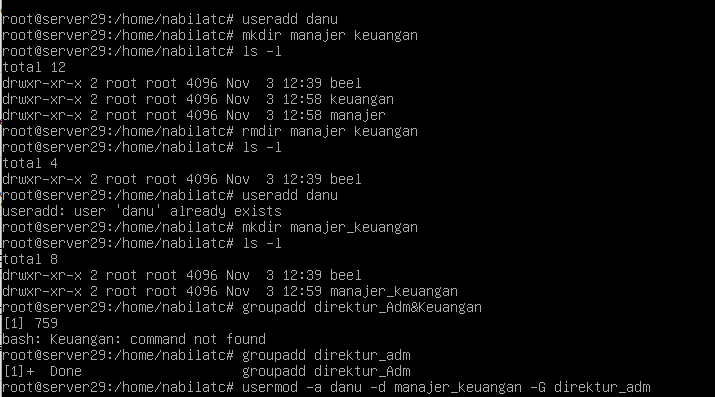 root@server29:/home/nabilatc# useradd danu
root@server29:/home/nabilatc# mkdir manajer keuangan
root@server29:/home/nabilatc# ls -l
total 12
drwxr-xr-x 2 root root 4096 Nov  3 12:39 beel
drwxr-xr-x 2 root root 4096 Nov  3 12:58 keuangan
drwxr-xr-x 2 root root 4096 Nov  3 12:58 manajer
root@server29:/home/nabilatc# rmdir manajer keuangan
root@server29:/home/nabilatc# ls -l
total 4
drwxr-xr-x 2 root root 4096 Nov  3 12:39 beel
root@server29:/home/nabilatc# useradd danu
useradd: user 'danu' already exists
root@server29:/home/nabilatc# mkdir manajer_keuangan
root@server29:/home/nabilatc# ls -l
total 8
drwxr-xr-x 2 root root 4096 Nov  3 12:39 beel
drwxr-xr-x 2 root root 4096 Nov  3 12:59 manajer_keuangan
root@server29:/home/nabilatc# groupadd direktur_Adm&Keuangan
[1] 759
bash: Keuangan: command not found
root@server29:/home/nabilatc# groupadd direktur_adm
[1]+  Done                    groupadd direktur_Adm
root@server29:/home/nabilatc# usermod -a danu -d manajer_keuangan -G direktur_adm